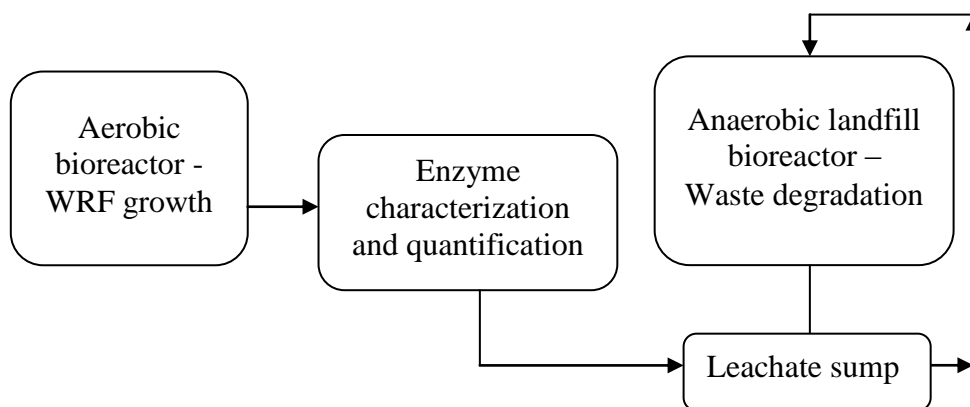 Aerobic
bioreactor -
WRF growth
Enzyme
characterization
and quantification
Anaerobic landfill
bioreactor –
Waste degradation
Leachate sump